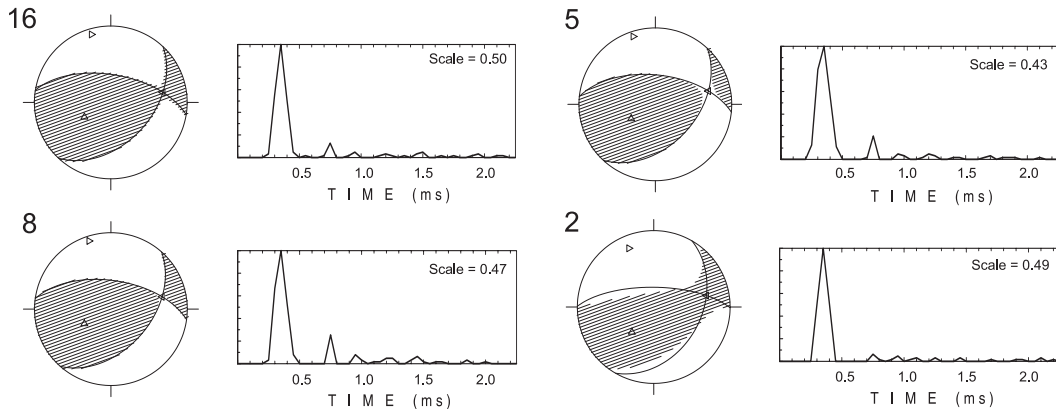 16
Scale = 0.50
0.5 1.0 1.5 2.0
T I M E (ms)
5
Scale = 0.43
0.5 1.0 1.5 2.0
T I M E (ms)
8
Scale = 0.47
0.5 1.0 1.5 2.0
T I M E (ms)
2
Scale = 0.49
0.5 1.0 1.5 2.0
T I M E (ms)